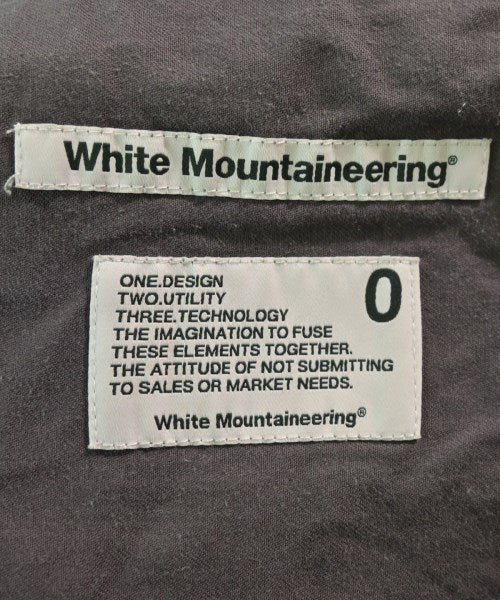 White Mountaineering®
0
ONE.DESIGN
TWO.UTILITY
THREE.TECHNOLOGY
THE IMAGINATION TO FUSE
THESE ELEMENTS TOGETHER.
THE ATTITUDE OF NOT SUBMITTING
TO SALES OR MARKET NEEDS.
White Mountaineering®